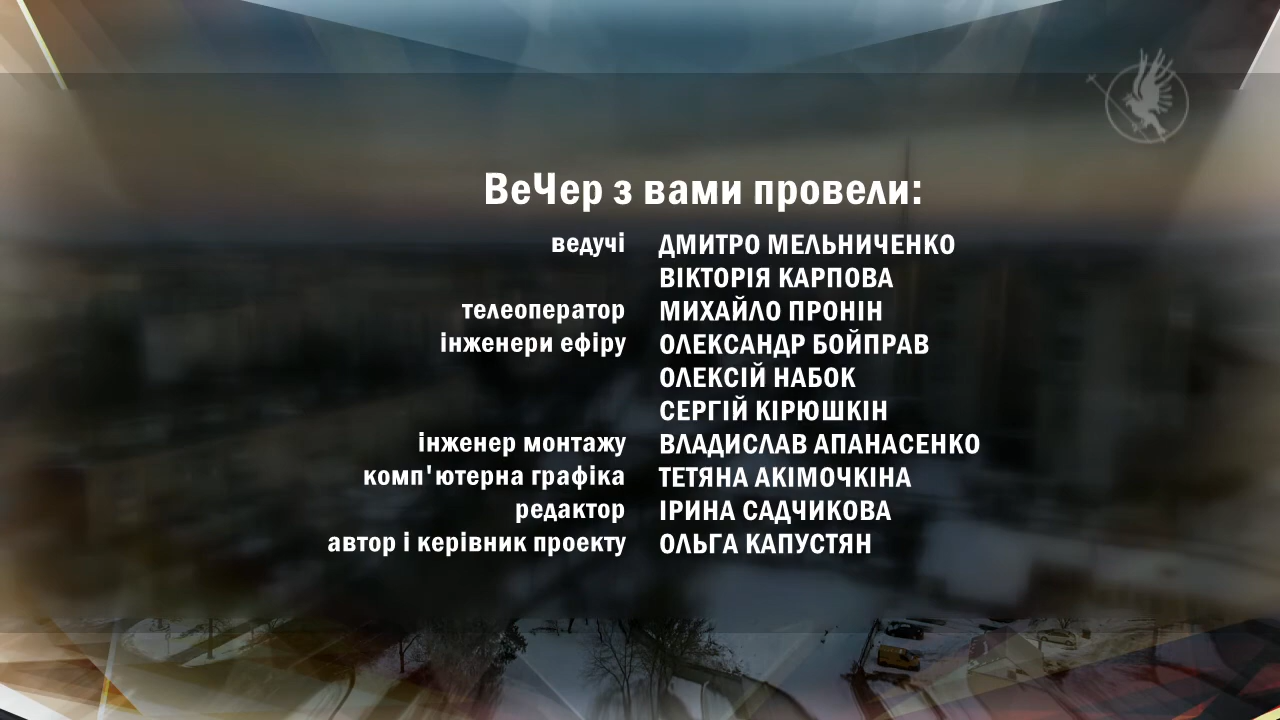 ВеЧер з вами провели:
ведучі ДМИТРО МЕЛЬНИЧЕНКО
ВІКТОРІЯ КАРПОВА
телеоператор МИХАЙЛО ПРОНІН
інженери ефіру ОЛЕКСАНДР БОЙПРАВ
ОЛЕКСІЙ НАБОК
СЕРГІЙ КІРЮШКІН
інженер монтажу ВЛАДИСЛАВ АПАНАСЕНКО
комп'ютерна графіка ТЕТЯНА АКІМОЧКІНА
редактор ІРИНА САДЧИКОВА
автор і керівник проекту ОЛЬГА КАПУСТЯН